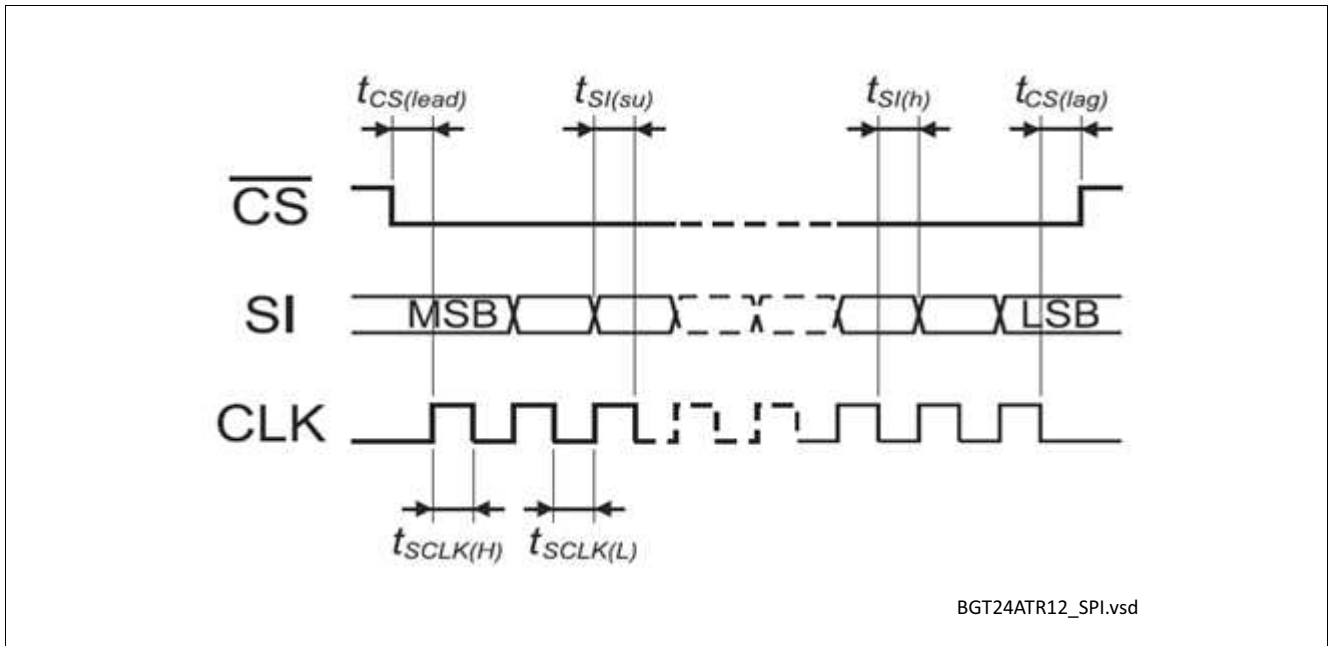 tCS(lead) tSI(su) tSI(h) tCS(lag)
CS
SI MSB LSB
CLK
tSCLK(H) tSCLK(L)
BGT24ATR12_SPI.vsd